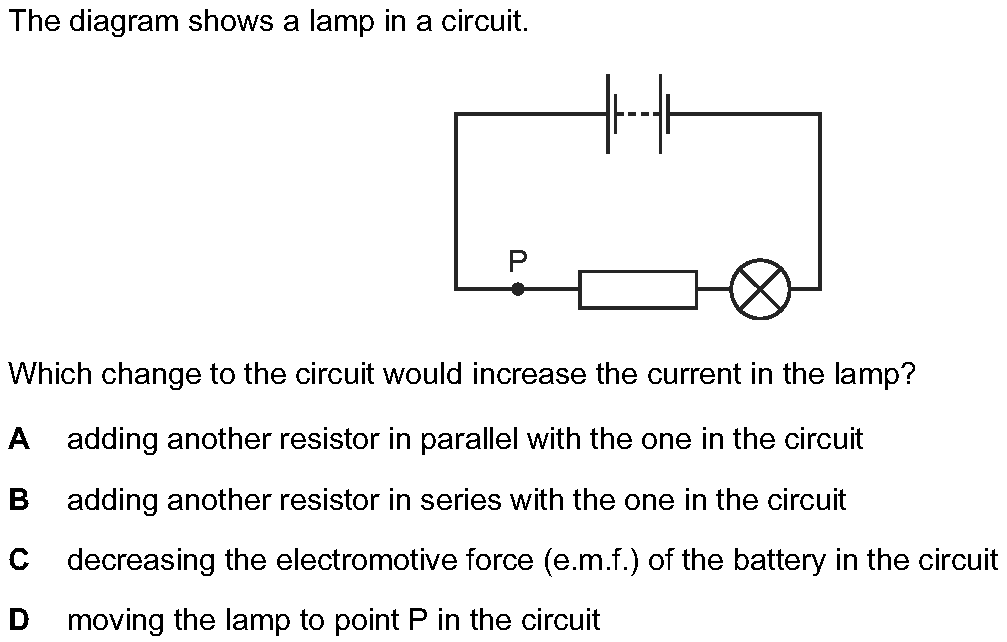 The diagram shows a lamp in a circuit.
P
Which change to the circuit would increase the current in the lamp?
A adding another resistor in parallel with the one in the circuit
B adding another resistor in series with the one in the circuit
C decreasing the electromotive force (e.m.f.) of the battery in the circuit
D moving the lamp to point P in the circuit